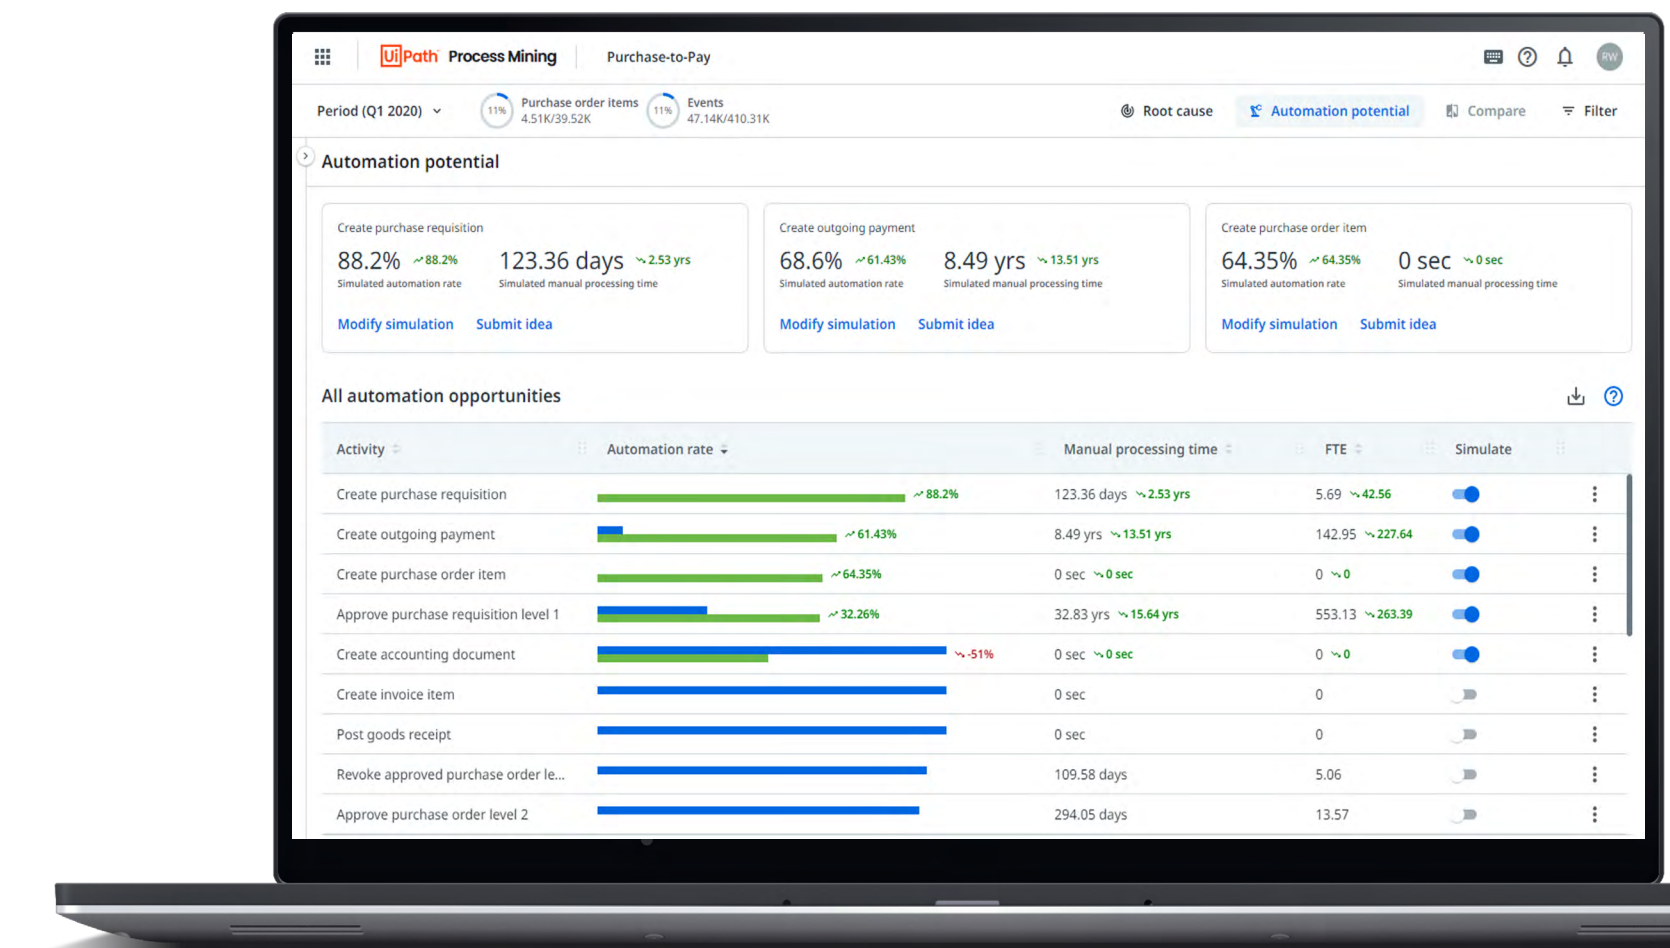 UiPath Process Mining
Purchase-to-Pay
RW
Period (Q1 2020)
11%
Purchase order items
4.51K/39.52K
11%
Events
47.14K/410.31K
Root cause
Automation potential
Compare
Filter
Automation potential
Create purchase requisition
88.2% 88.2% 123.36 days 2.53 yrs
Simulated automation rate Simulated manual processing time
Modify simulation Submit idea
Create outgoing payment
68.6% 61.43% 8.49 yrs 13.51 yrs
Simulated automation rate Simulated manual processing time
Modify simulation Submit idea
Create purchase order item
64.35% 64.35% 0 sec 0 sec
Simulated automation rate Simulated manual processing time
Modify simulation Submit idea
All automation opportunities
Activity Automation rate Manual processing time FTE Simulate
Create purchase requisition 88.2% 123.36 days 2.53 yrs 5.69 42.56
Create outgoing payment 61.43% 8.49 yrs 13.51 yrs 142.95 227.64
Create purchase order item 64.35% 0 sec 0 sec 0 0
Approve purchase requisition level 1 32.26% 32.83 yrs 15.64 yrs 553.13 263.39
Create accounting document -51% 0 sec 0 sec 0 0
Create invoice item 0 sec 0
Post goods receipt 0 sec 0
Revoke approved purchase order le... 109.58 days 5.06
Approve purchase order level 2 294.05 days 13.57